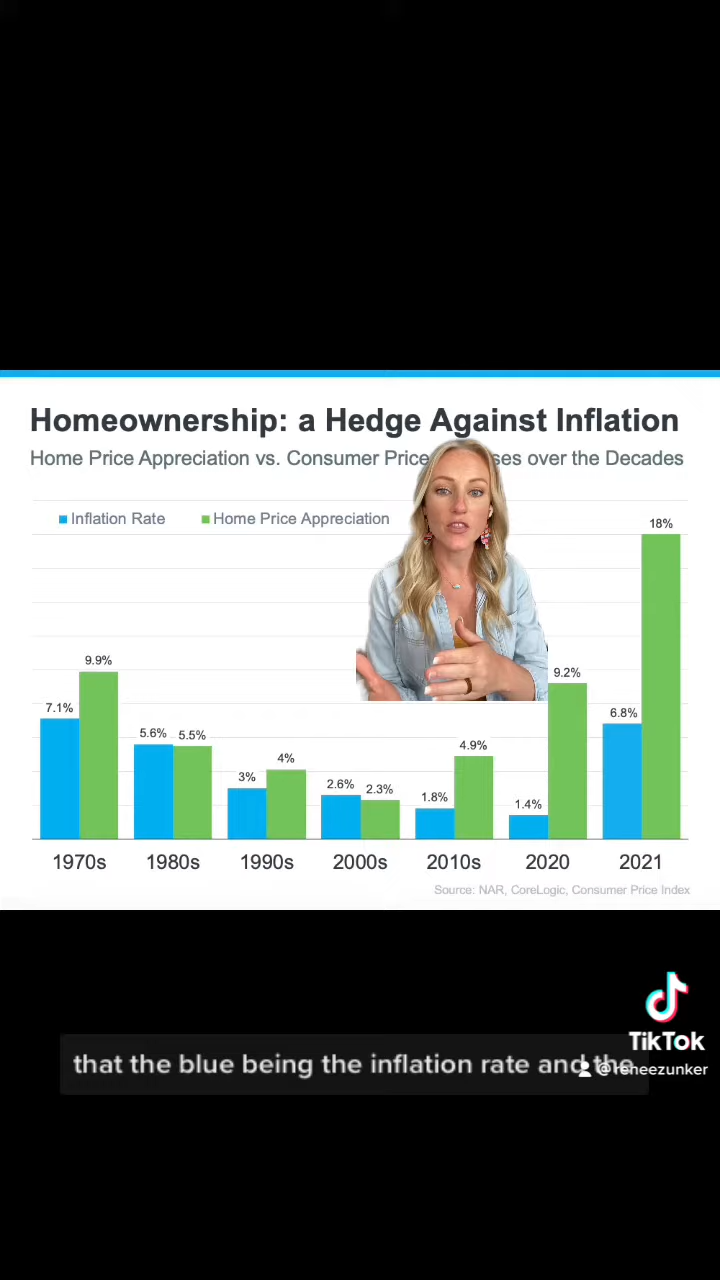 Homeownership: a Hedge Against Inflation
Home Price Appreciation vs. Consumer Price ses over the Decades
Inflation Rate Home Price Appreciation
18%
9.9%
9.2%
7.1%
6.8%
5.6% 5.5%
4.9%
4%
3%
2.6% 2.3%
1.8%
1.4%
1970s 1980s 1990s 2000s 2010s 2020 2021
Source: NAR, CoreLogic, Consumer Price Index
TikTok
that the blue being the inflation rate and the
@reneezunker